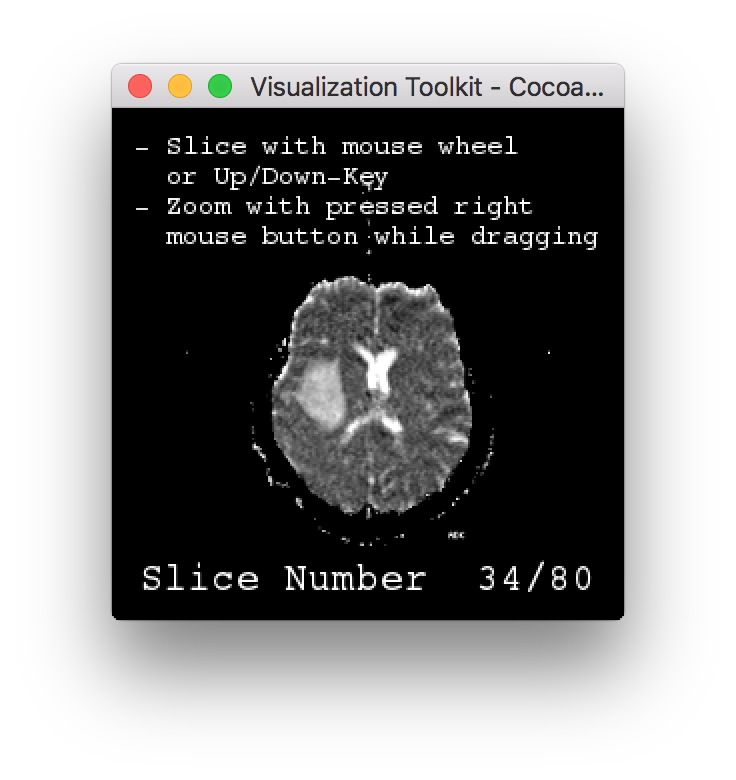 Visualization Toolkit - Cocoa...
- Slice with mouse wheel
or Up/Down-Key
- Zoom with pressed right
mouse button while dragging
ADC
Slice Number 34/80